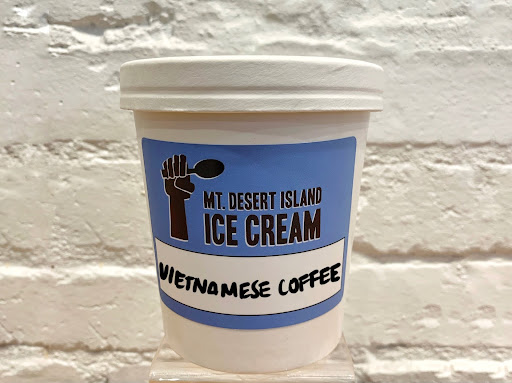 MT. DESERT ISLAND
ICE CREAM
VIETNAMESE COFFEE